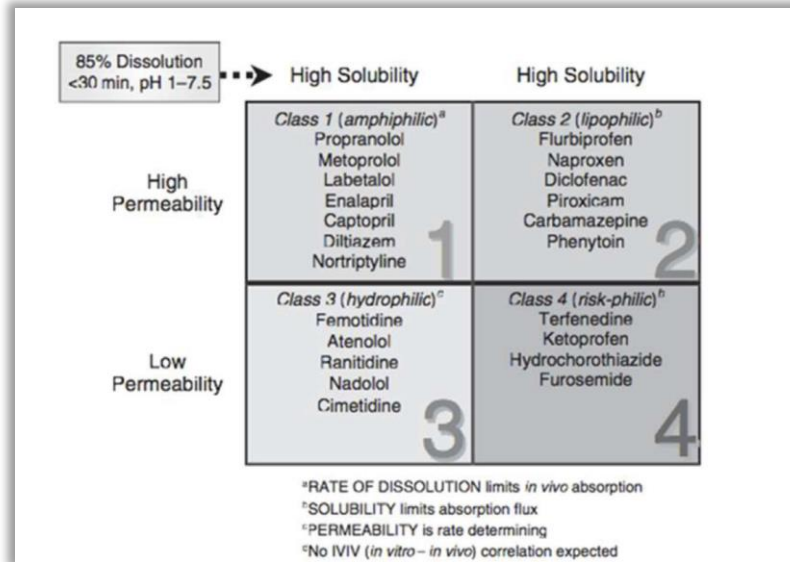 85% Dissolution
<30 min, pH 1–7.5
High Solubility
High Solubility
High
Permeability
Class 1 (amphiphilic)ᵃ
Propranolol
Metoprolol
Labetalol
Enalapril
Captopril
Diltiazem
Nortriptyline
1
Class 2 (lipophilic)ᵇ
Flurbiprofen
Naproxen
Diclofenac
Piroxicam
Carbamazepine
Phenytoin
2
Low
Permeability
Class 3 (hydrophilic)ᶜ
Femotidine
Atenolol
Ranitidine
Nadolol
Cimetidine
3
Class 4 (risk-philic)ʰ
Terfenedine
Ketoprofen
Hydrochorothiazide
Furosemide
4
ᵃRATE OF DISSOLUTION limits in vivo absorption
ᵇSOLUBILITY limits absorption flux
ᶜPERMEABILITY is rate determining
ᶜNo IVIV (in vitro – in vivo) correlation expected